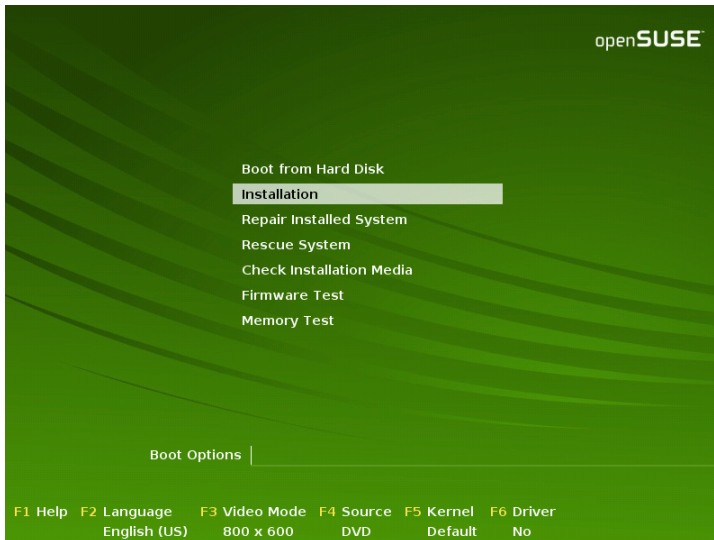 openSUSE
Boot from Hard Disk
Installation
Repair Installed System
Rescue System
Check Installation Media
Firmware Test
Memory Test
Boot Options
F1 Help F2 Language F3 Video Mode F4 Source F5 Kernel F6 Driver
English (US) 800 x 600 DVD Default No